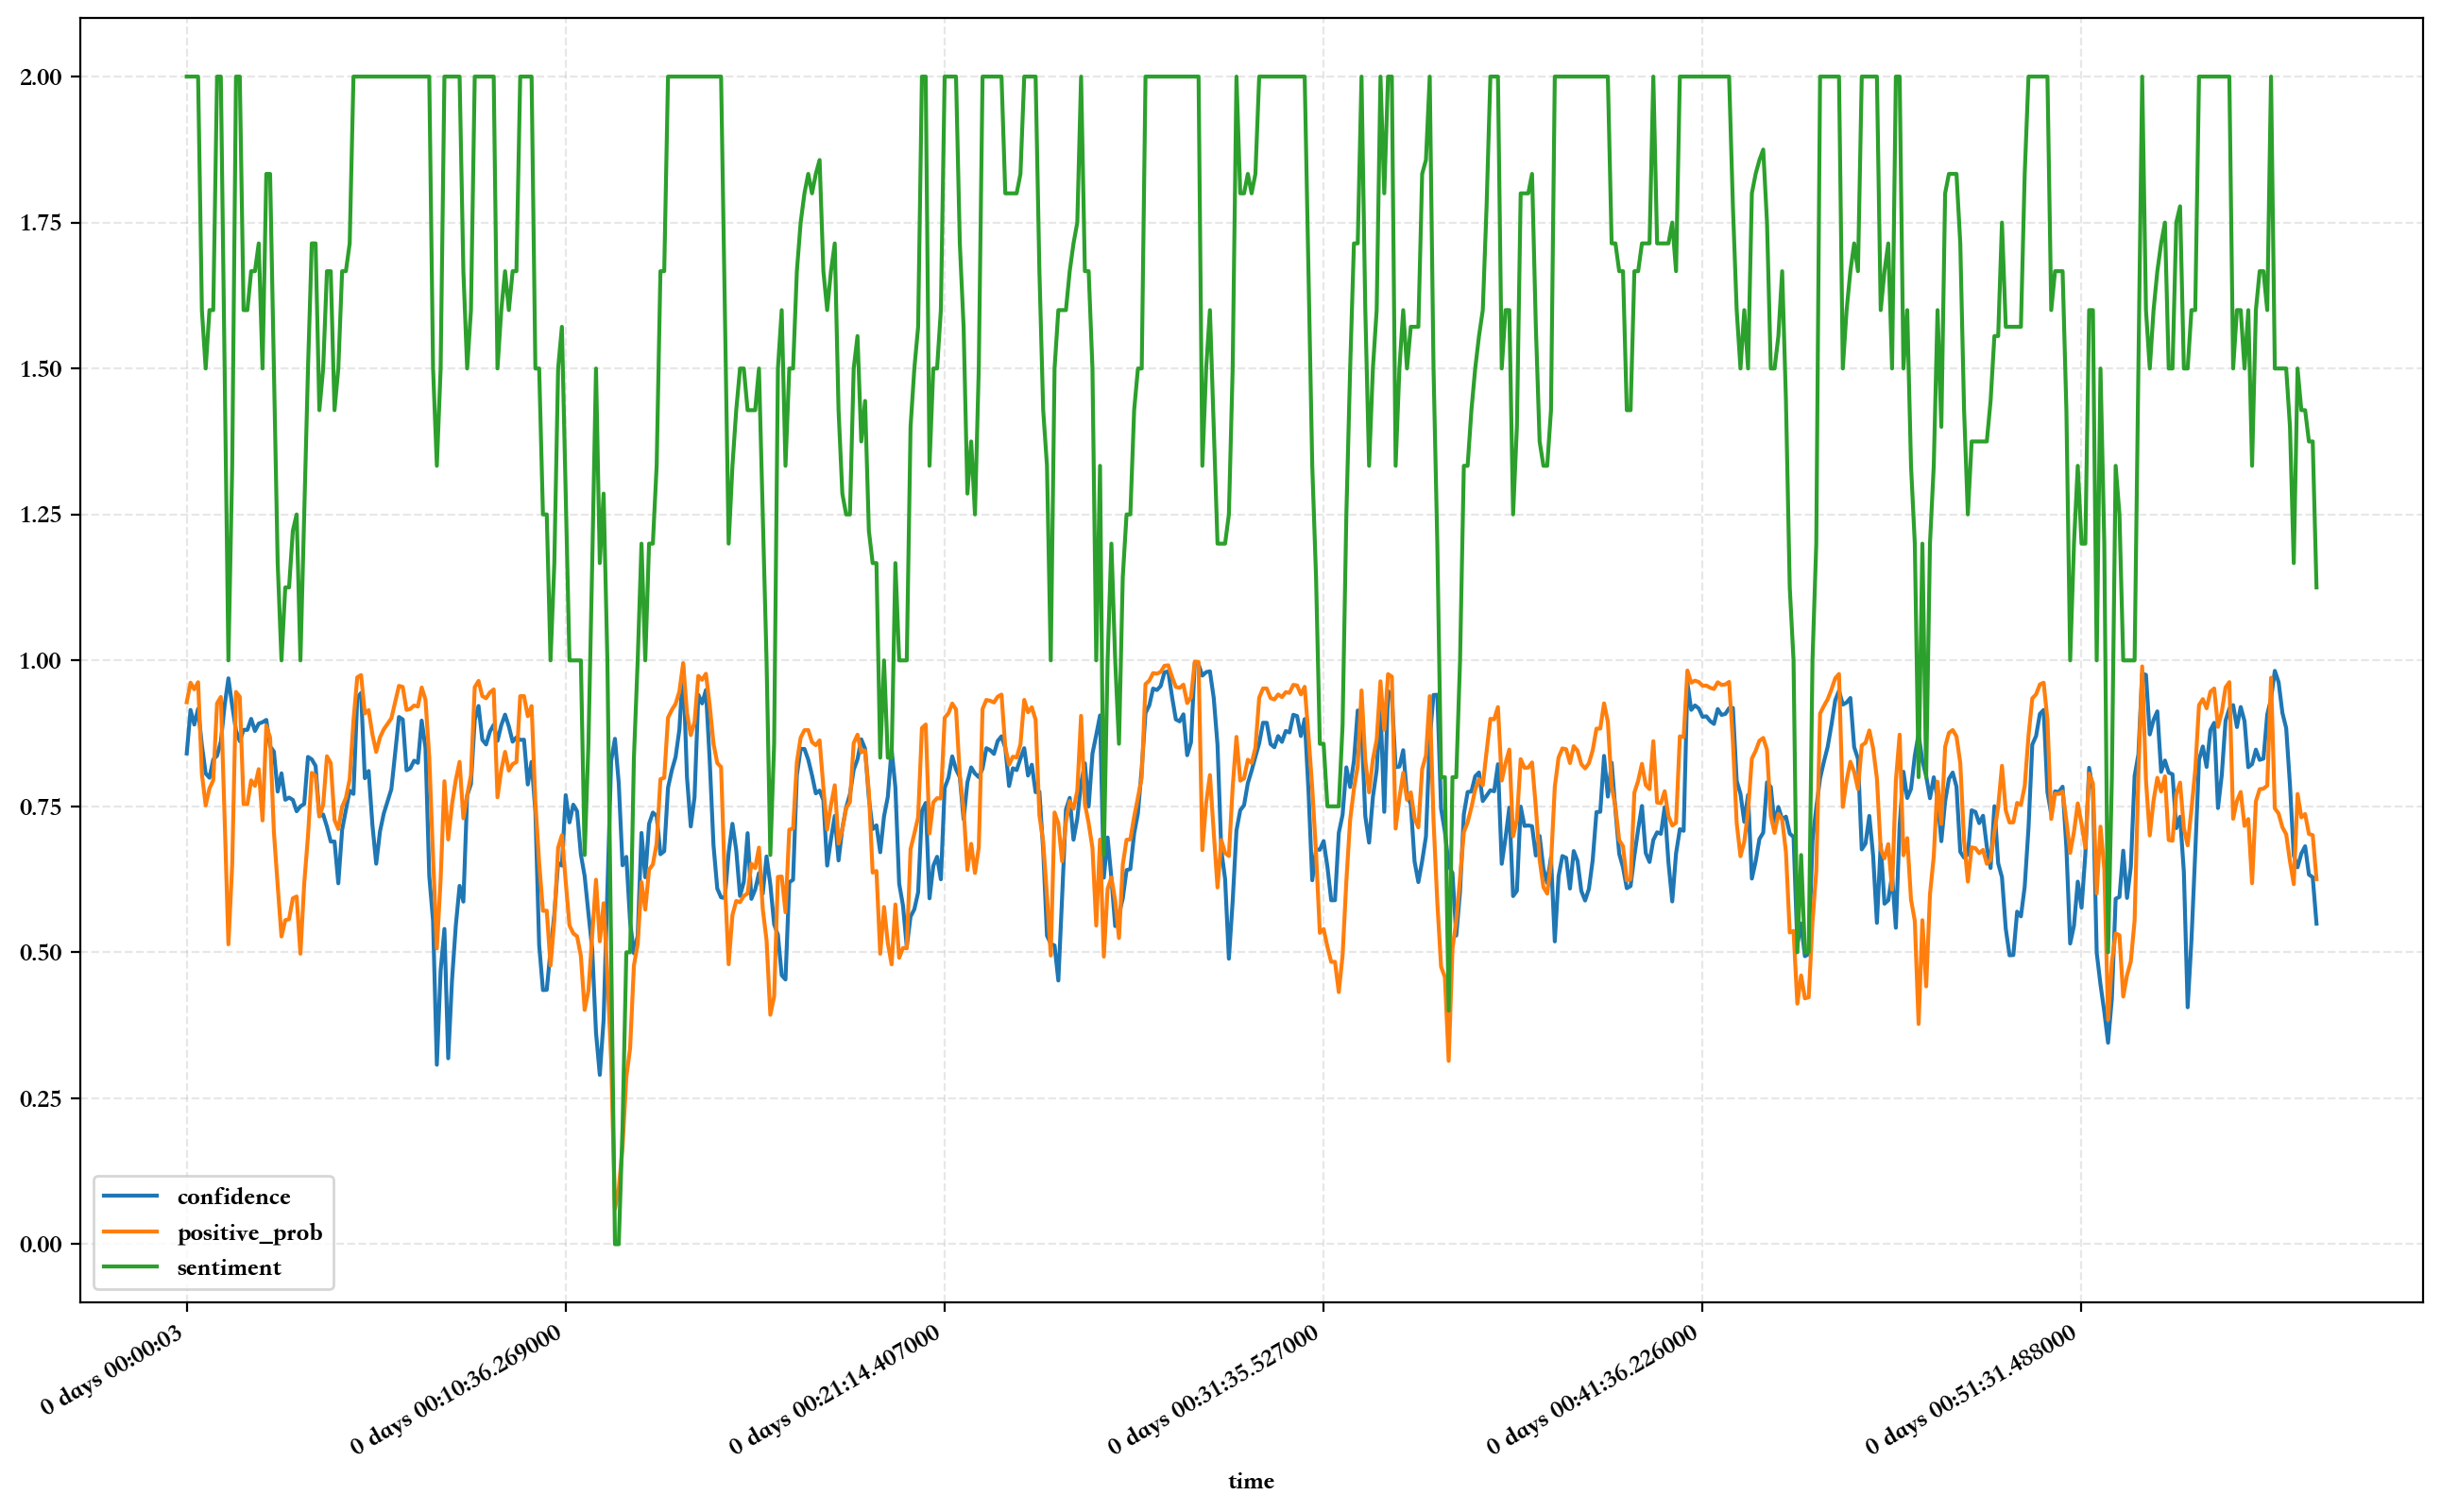 2.00
1.75
1.50
1.25
1.00
0.75
0.50
0.25
0.00
confidence
positive_prob
sentiment
0 days 00:00:03
0 days 00:10:36.269000
0 days 00:21:14.407000
0 days 00:31:35.527000
0 days 00:41:36.226000
0 days 00:51:31.488000
time